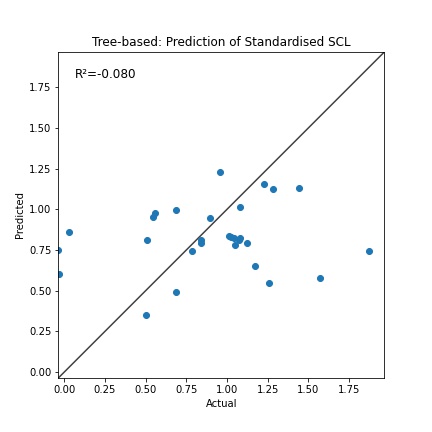 Tree-based: Prediction of Standardised SCL
R²=-0.080
1.75
1.50
1.25
1.00
0.75
0.50
0.25
0.00
Predicted
0.00 0.25 0.50 0.75 1.00 1.25 1.50 1.75
Actual